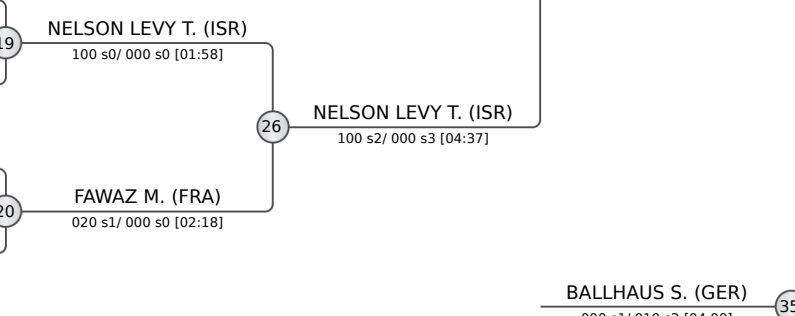 NELSON LEVY T. (ISR)
19
100 s0/ 000 s0 [01:58]
NELSON LEVY T. (ISR)
26
100 s2/ 000 s3 [04:37]
FAWAZ M. (FRA)
20
020 s1/ 000 s0 [02:18]
BALLHAUS S. (GER)
35